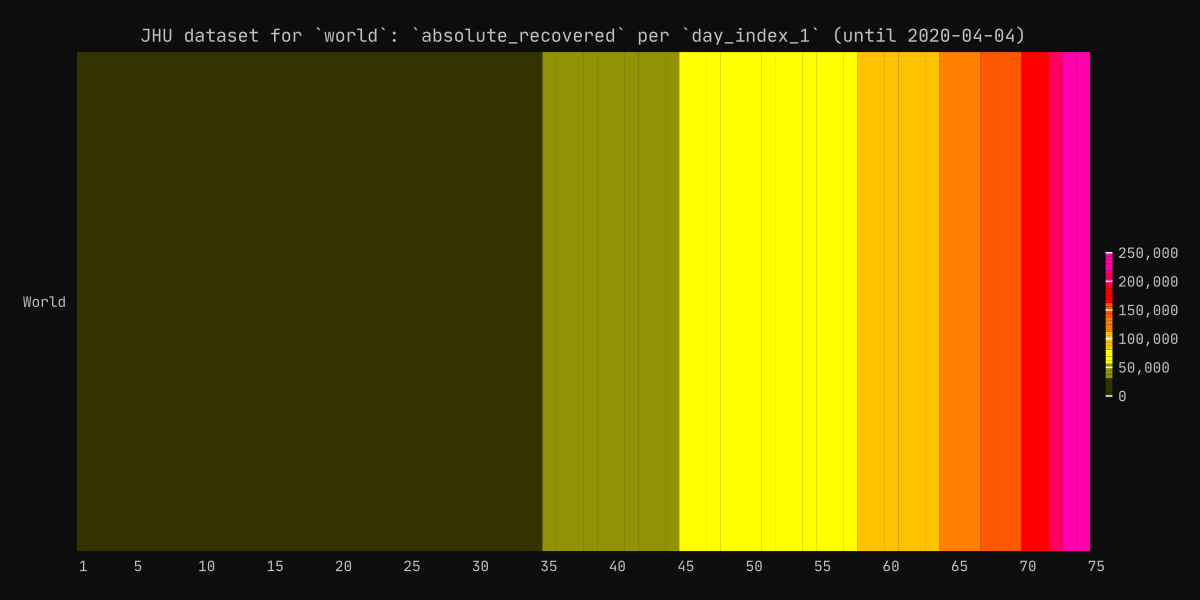 JHU dataset for `world`: `absolute_recovered` per `day_index_1` (until 2020-04-04)
250,000
200,000
150,000
World
100,000
50,000
0
1 5 10 15 20 25 30 35 40 45 50 55 60 65 70 75